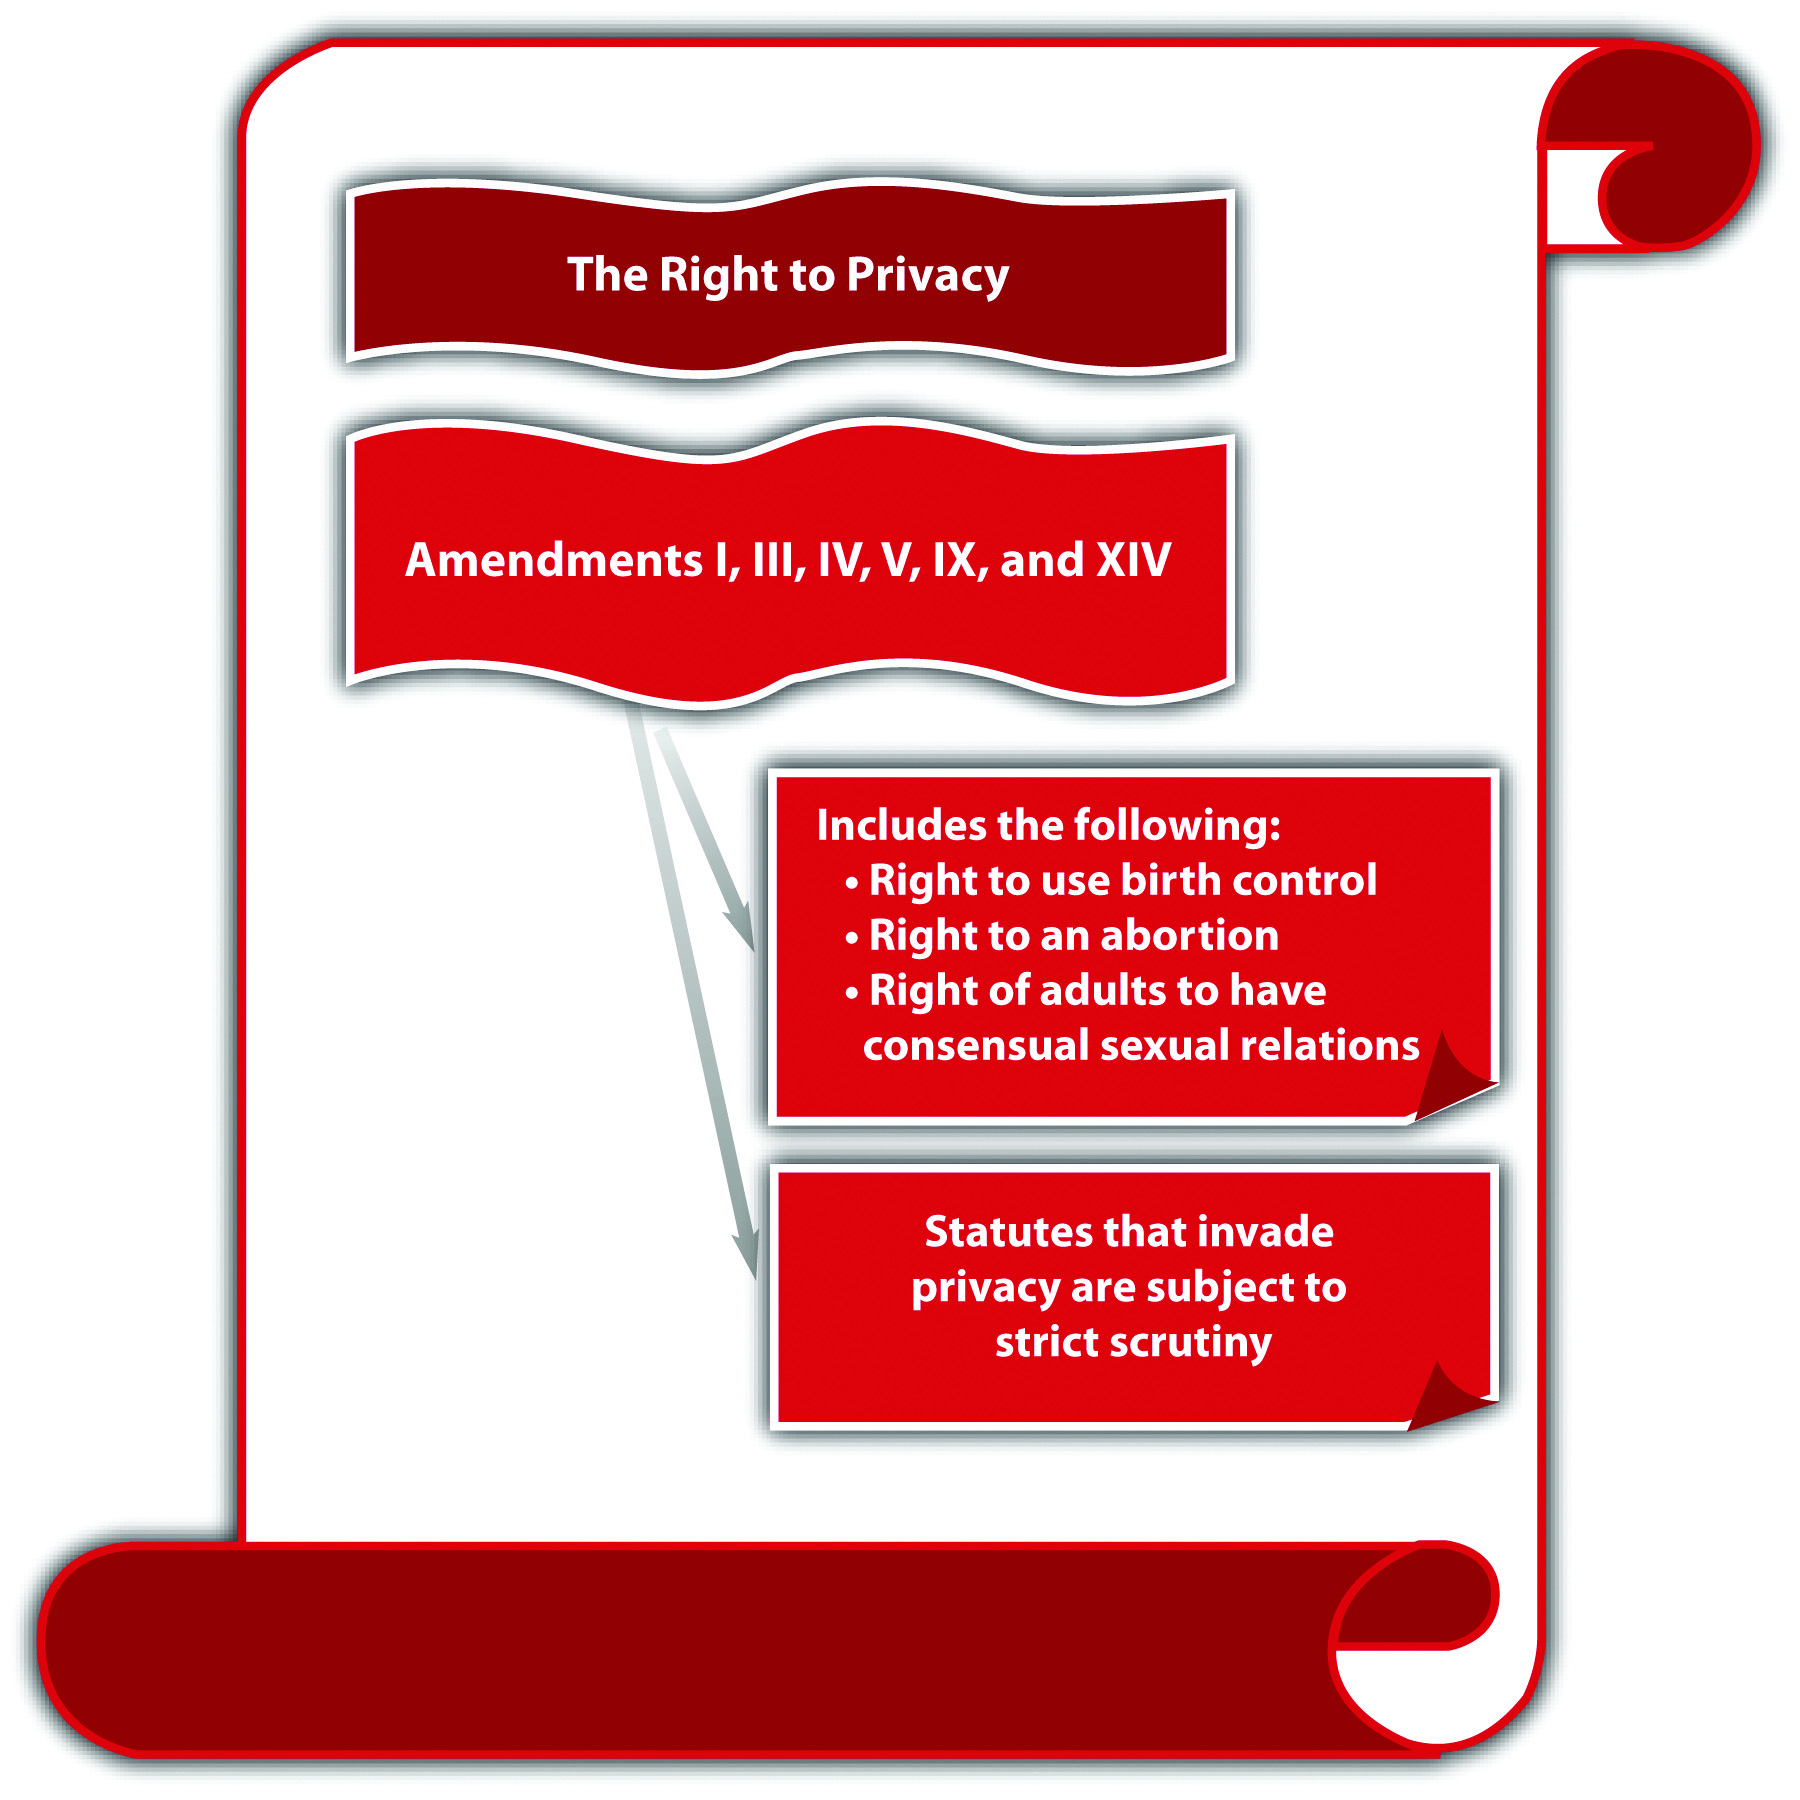 The Right to Privacy
Amendments I, III, IV, V, IX, and XIV
Includes the following:
• Right to use birth control
• Right to an abortion
• Right of adults to have
consensual sexual relations
Statutes that invade
privacy are subject to
strict scrutiny